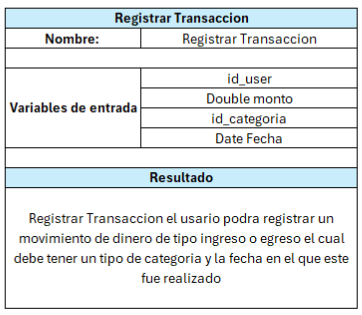 Registrar Transaccion
Nombre: Registrar Transaccion
Variables de entrada
id_user
Double monto
id_categoria
Date Fecha
Resultado
Registrar Transaccion el usario podra registrar un
movimiento de dinero de tipo ingreso o egreso el cual
debe tener un tipo de categoria y la fecha en el que este
fue realizado